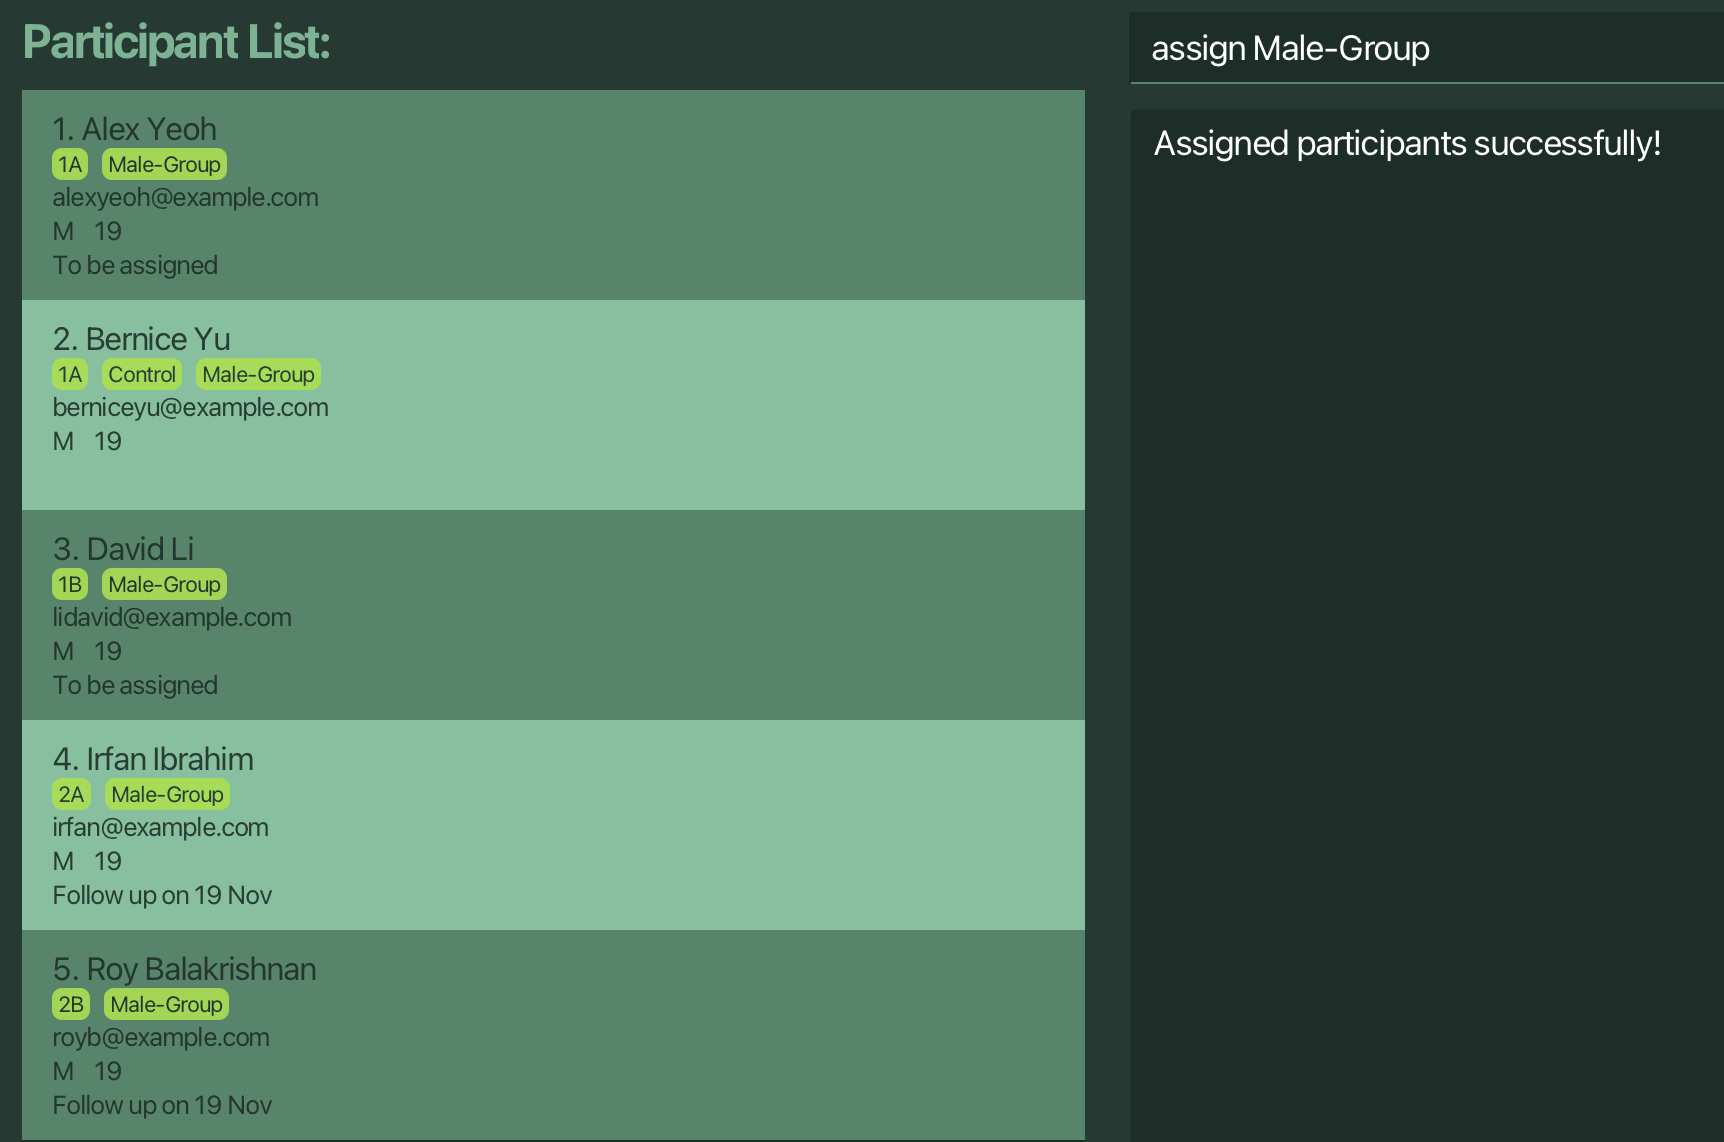 Participant List:
1. Alex Yeoh
1A Male-Group
alexyeoh@example.com
M 19
To be assigned
2. Bernice Yu
1A Control Male-Group
berniceyu@example.com
M 19
3. David Li
1B Male-Group
lidavid@example.com
M 19
To be assigned
4. Irfan Ibrahim
2A Male-Group
irfan@example.com
M 19
Follow up on 19 Nov
5. Roy Balakrishnan
2B Male-Group
royb@example.com
M 19
Follow up on 19 Nov
assign Male-Group
Assigned participants successfully!